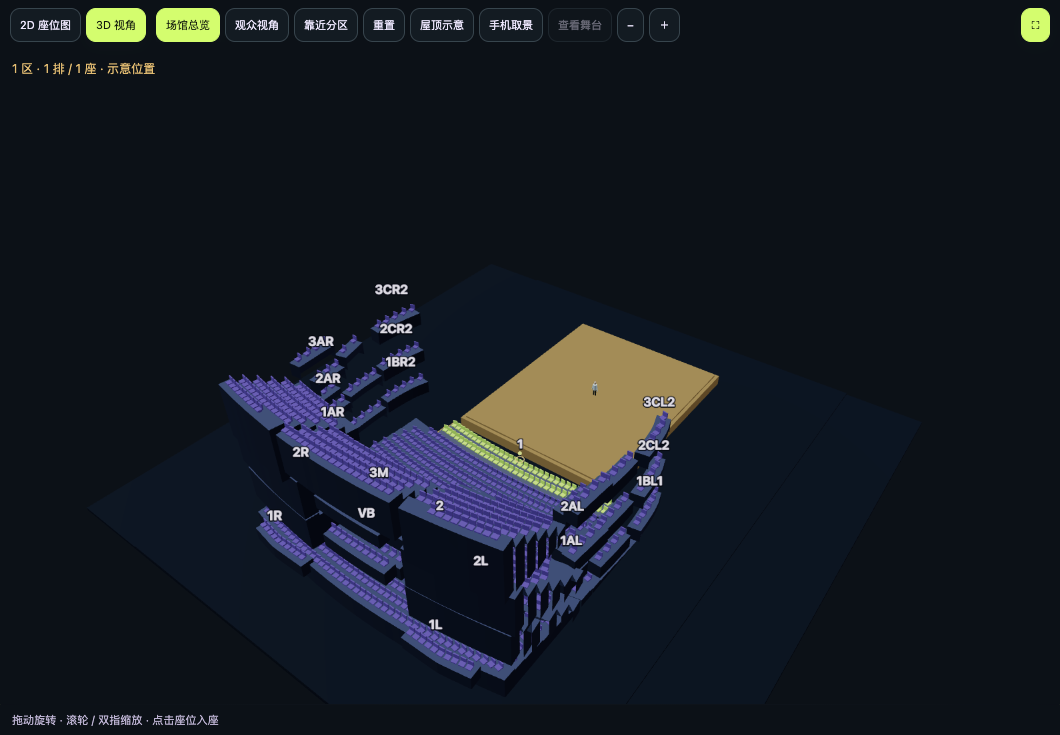 2D 座位图 3D 视角 场馆总览 观众视角 靠近分区 重置 屋顶示意 手机取景 查看舞台 − +
1 区 · 1 排 / 1 座 · 示意位置
3CR2
2CR2
3AR
1BR2
2AR
3CL2
1AR
1
2CL2
2R
3M
1BL1
2
2AL
VB
1R
1AL
2L
1L
拖动旋转 · 滚轮 / 双指缩放 · 点击座位入座